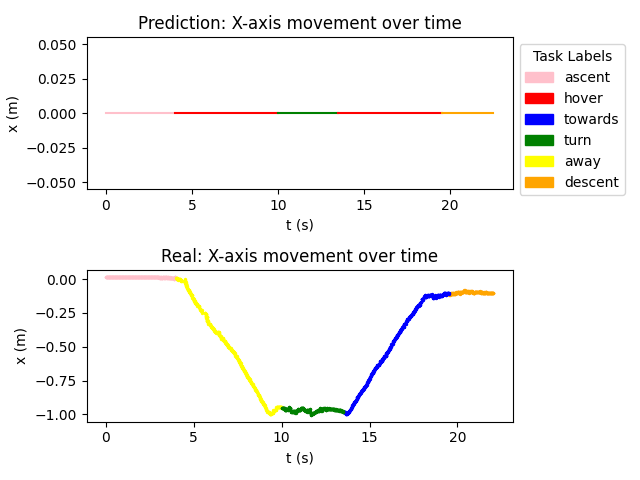 Prediction: X-axis movement over time
0.050
0.025
0.000
−0.025
−0.050
x (m)
0
5
10
15
20
t (s)
Task Labels
ascent
hover
towards
turn
away
descent
Real: X-axis movement over time
0.00
−0.25
−0.50
−0.75
−1.00
x (m)
0
5
10
15
20
t (s)